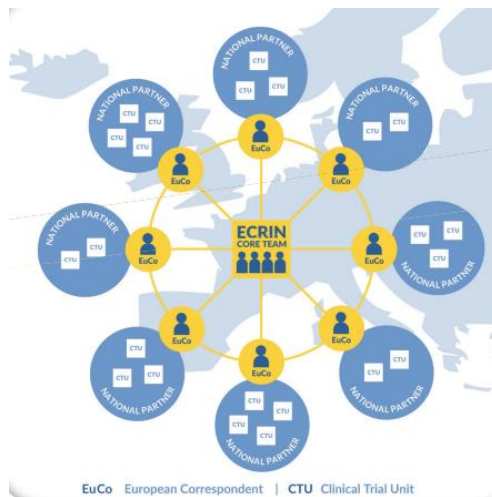 NATIONAL PARTNER
CTU
CTU CTU
EuCo
NATIONAL PARTNER
CTU
CTU
CTU
CTU
EuCo
NATIONAL PARTNER
CTU
CTU
EuCo
NATIONAL PARTNER
CTU
CTU
EuCo
ECRIN
CORE TEAM
EuCo
CTU
CTU
CTU
NATIONAL PARTNER
EuCo
CTU
CTU
CTU
NATIONAL PARTNER
EuCo
CTU
CTU
CTU
CTU
NATIONAL PARTNER
EuCo
CTU
CTU
NATIONAL PARTNER
EuCo European Correspondent | CTU Clinical Trial Unit